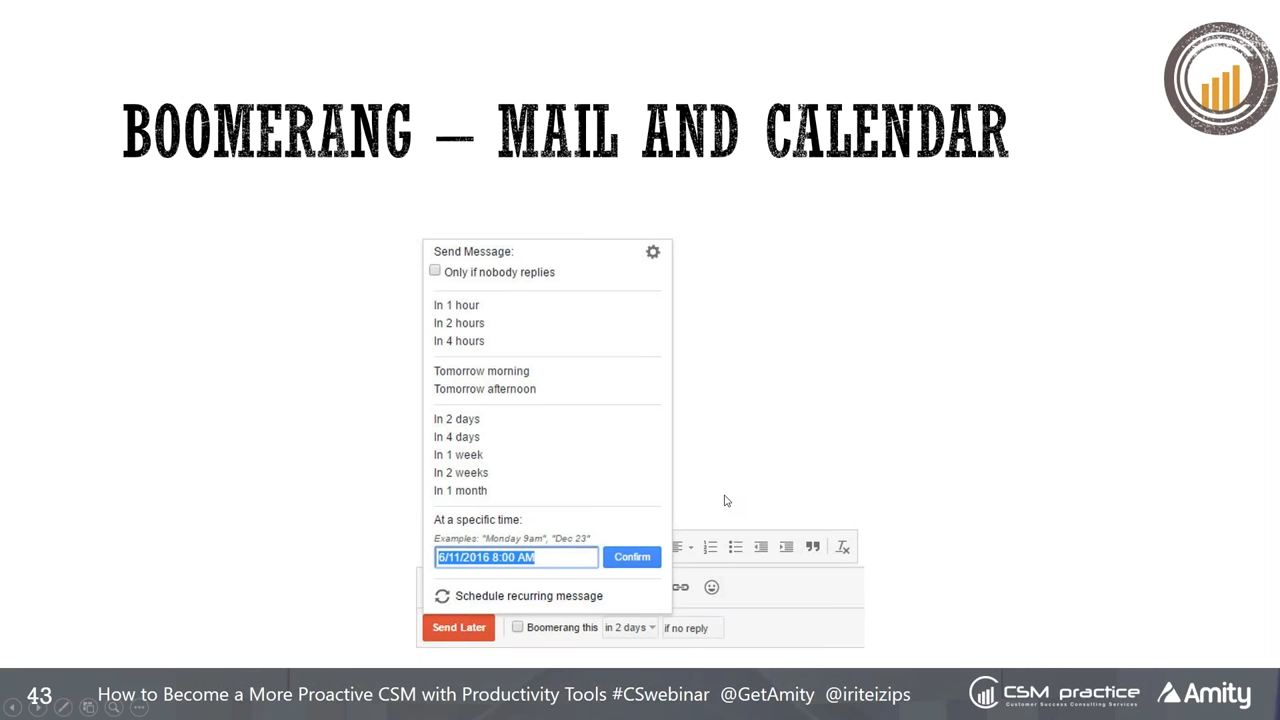 BOOMERANG – MAIL AND CALENDAR
Send Message:
Only if nobody replies
In 1 hour
In 2 hours
In 4 hours
Tomorrow morning
Tomorrow afternoon
In 2 days
In 4 days
In 1 week
In 2 weeks
In 1 month
At a specific time:
Examples: "Monday 9am", "Dec 23"
6/11/2016 8:00 AM Confirm
Schedule recurring message
Send Later Boomerang this in 2 days if no reply
43 How to Become a More Proactive CSM with Productivity Tools #CSwebinar @GetAmity @iriteizips
CSM practice
Customer Success Consulting Services
Amity